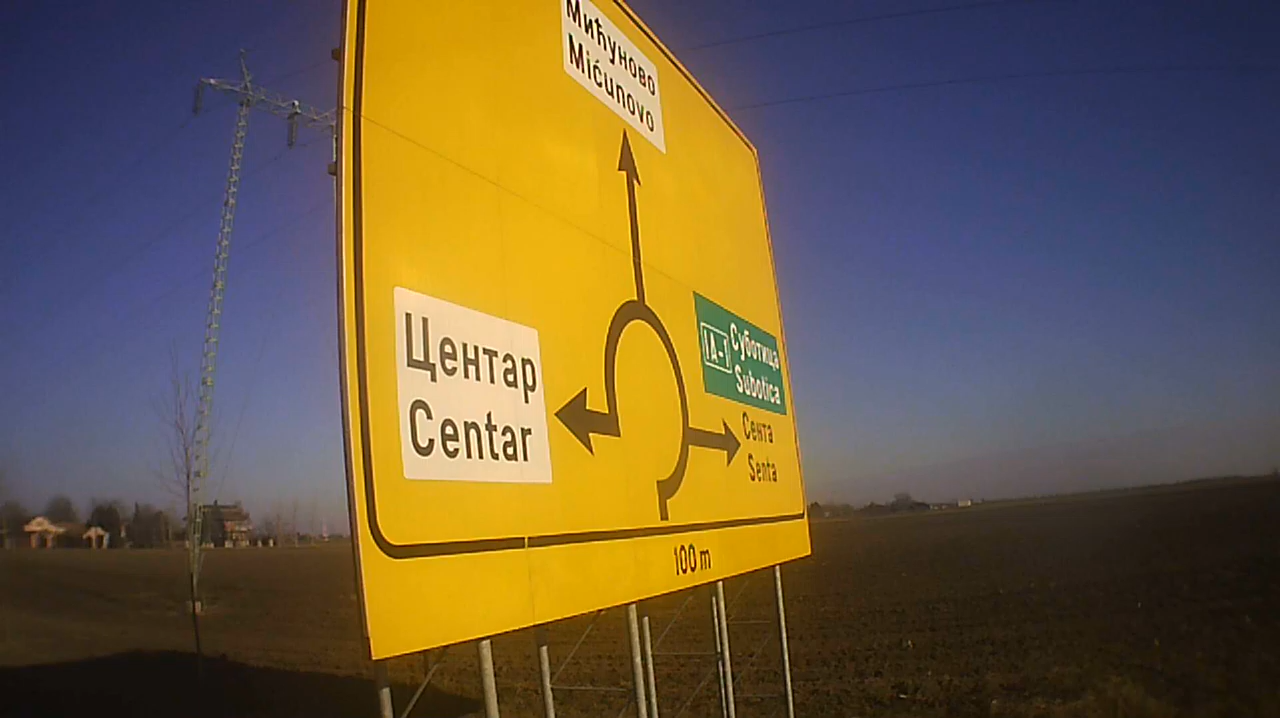 Мићуново
Mićunovo
Центар
Centar
IA-1
Суботица
Subotica
Сента
Senta
100 m